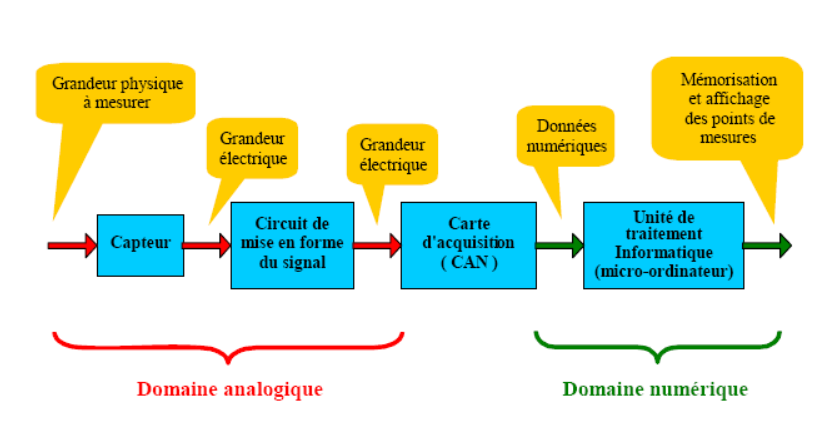 Grandeur physique
à mesurer
Grandeur
électrique
Grandeur
électrique
Données
numériques
Mémorisation
et affichage
des points de
mesures
Capteur
Circuit de
mise en forme
du signal
Carte
d'acquisition
( CAN )
Unité de
traitement
Informatique
(micro-ordinateur)
Domaine analogique
Domaine numérique